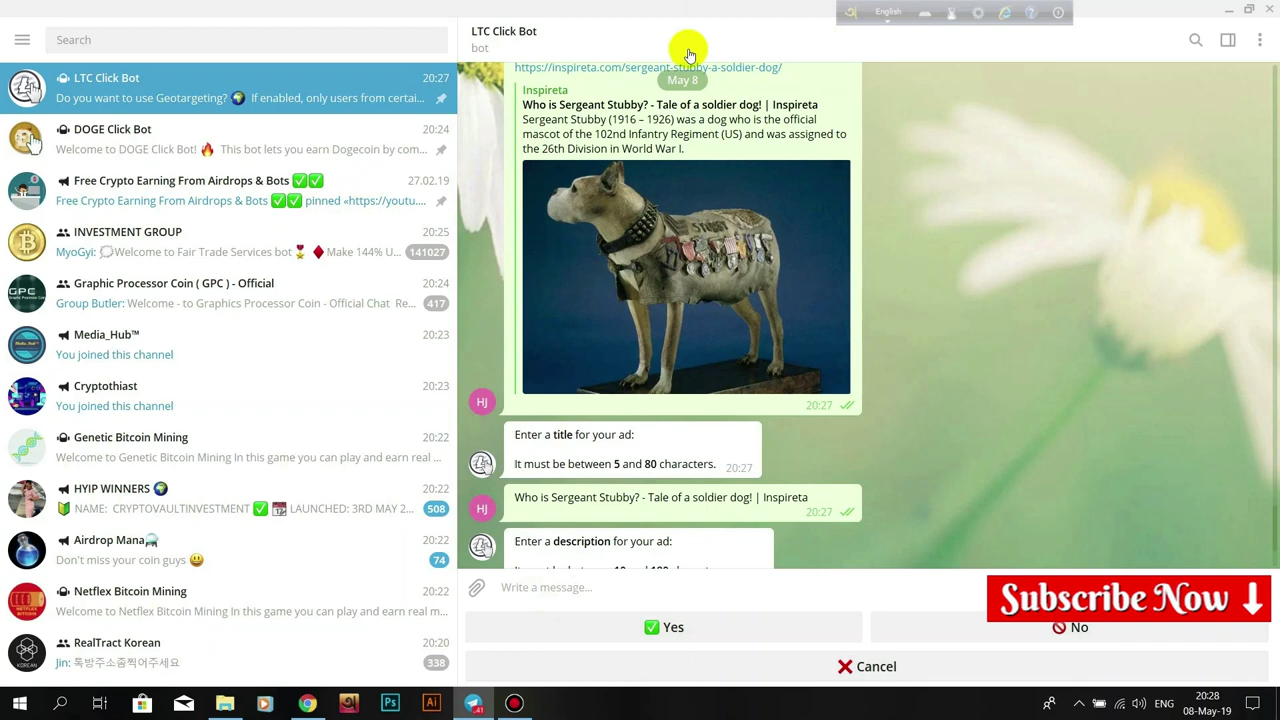 English
Search
LTC Click Bot
20:27
Do you want to use Geotargeting? 🌍 If enabled, only users from certai...
DOGE Click Bot
20:24
Welcome to DOGE Click Bot! 🔥 This bot lets you earn Dogecoin by com...
Free Crypto Earning From Airdrops & Bots ✅✅
27.02.19
Free Crypto Earning From Airdrops & Bots ✅✅ pinned «https://youtu....
INVESTMENT GROUP
20:25
MyoGyi: 💭Welcome to Fair Trade Services bot🎖 ♦️Make 144% U...
141027
Graphic Processor Coin ( GPC ) - Official
20:24
GPC
Group Butler: Welcome - to Graphics Processor Coin - Official Chat Re...
417
Media_Hub™
20:23
You joined this channel
Cryptothiast
20:23
You joined this channel
Genetic Bitcoin Mining
20:22
Welcome to Genetic Bitcoin Mining In this game you can play and earn real ...
HYIP WINNERS 🌍
20:22
🔰 NAME: CRYPTOVAULTINVESTMENT ✅ 📆 LAUNCHED: 3RD MAY 2...
508
Airdrop Mana
20:22
Don't miss your coin guys 😃
74
Netflex Bitcoin Mining
20:22
Welcome to Netflex Bitcoin Mining In this game you can play and earn real m...
NETFLEX
BITCOIN
RealTract Korean
20:20
KOREAN
Jin: 톡방주소줌찍어주세요
338
LTC Click Bot
bot
https://inspireta.com/sergeant-stubby-a-soldier-dog/
May 8
Inspireta
Who is Sergeant Stubby? - Tale of a soldier dog! | Inspireta
Sergeant Stubby (1916 – 1926) was a dog who is the official
mascot of the 102nd Infantry Regiment (US) and was assigned to
the 26th Division in World War I.
STUBBY
HJ
20:27
Enter a title for your ad:
It must be between 5 and 80 characters.
20:27
HJ
Who is Sergeant Stubby? - Tale of a soldier dog! | Inspireta
20:27
Enter a description for your ad:
Write a message...
Subscribe Now
✅ Yes
🚫 No
❌ Cancel
Ps
Ai
.41
ENG
20:28
08-May-19